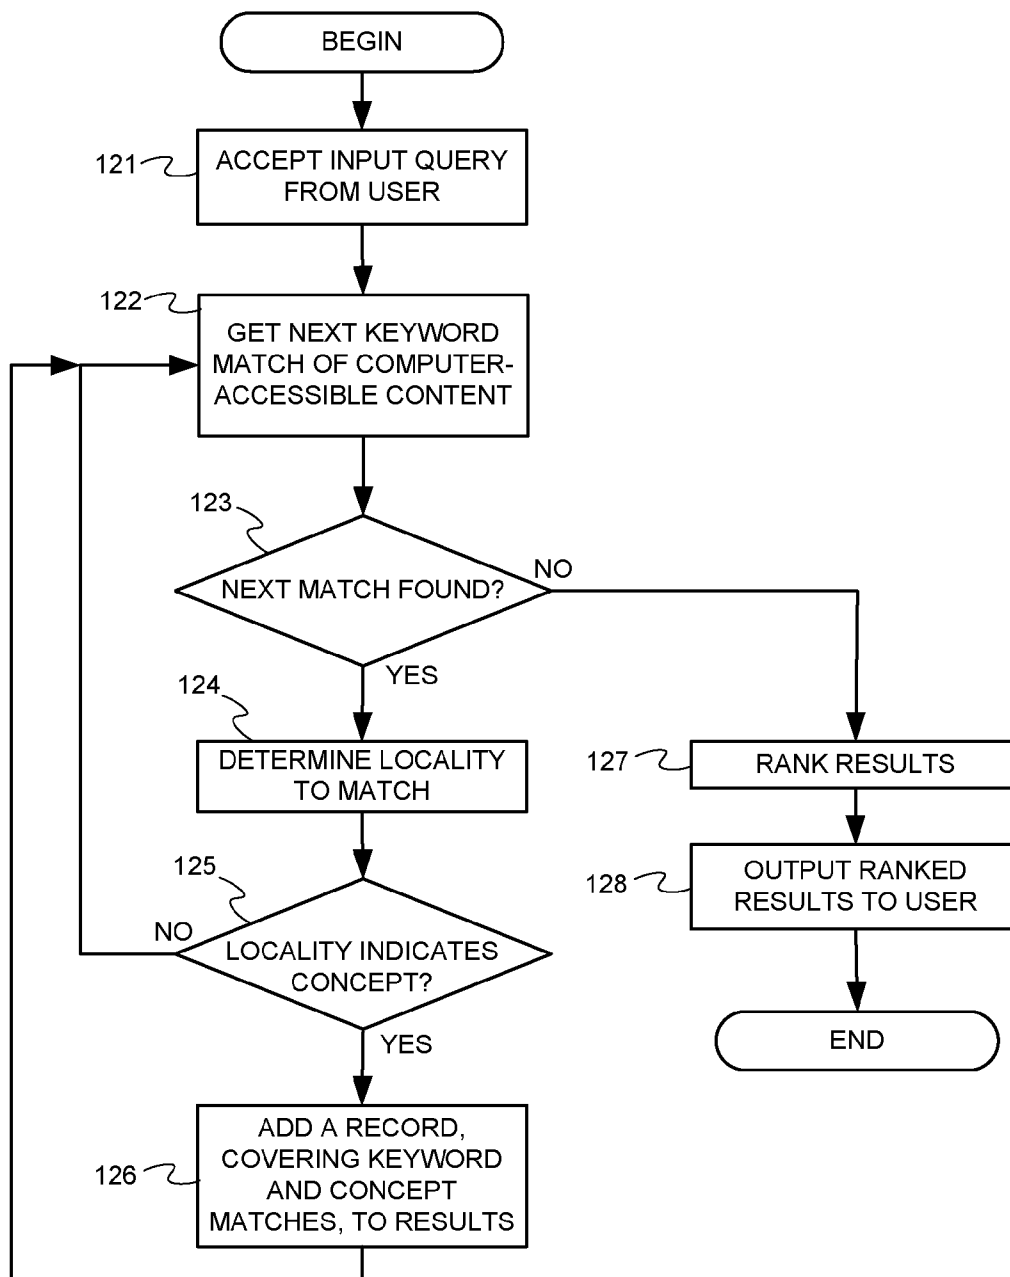 BEGIN
121
ACCEPT INPUT QUERY
FROM USER
122
GET NEXT KEYWORD
MATCH OF COMPUTER-
ACCESSIBLE CONTENT
123
NEXT MATCH FOUND?
NO
YES
124
DETERMINE LOCALITY
TO MATCH
127
RANK RESULTS
125
NO
LOCALITY INDICATES
CONCEPT?
YES
128
OUTPUT RANKED
RESULTS TO USER
END
126
ADD A RECORD,
COVERING KEYWORD
AND CONCEPT
MATCHES, TO RESULTS